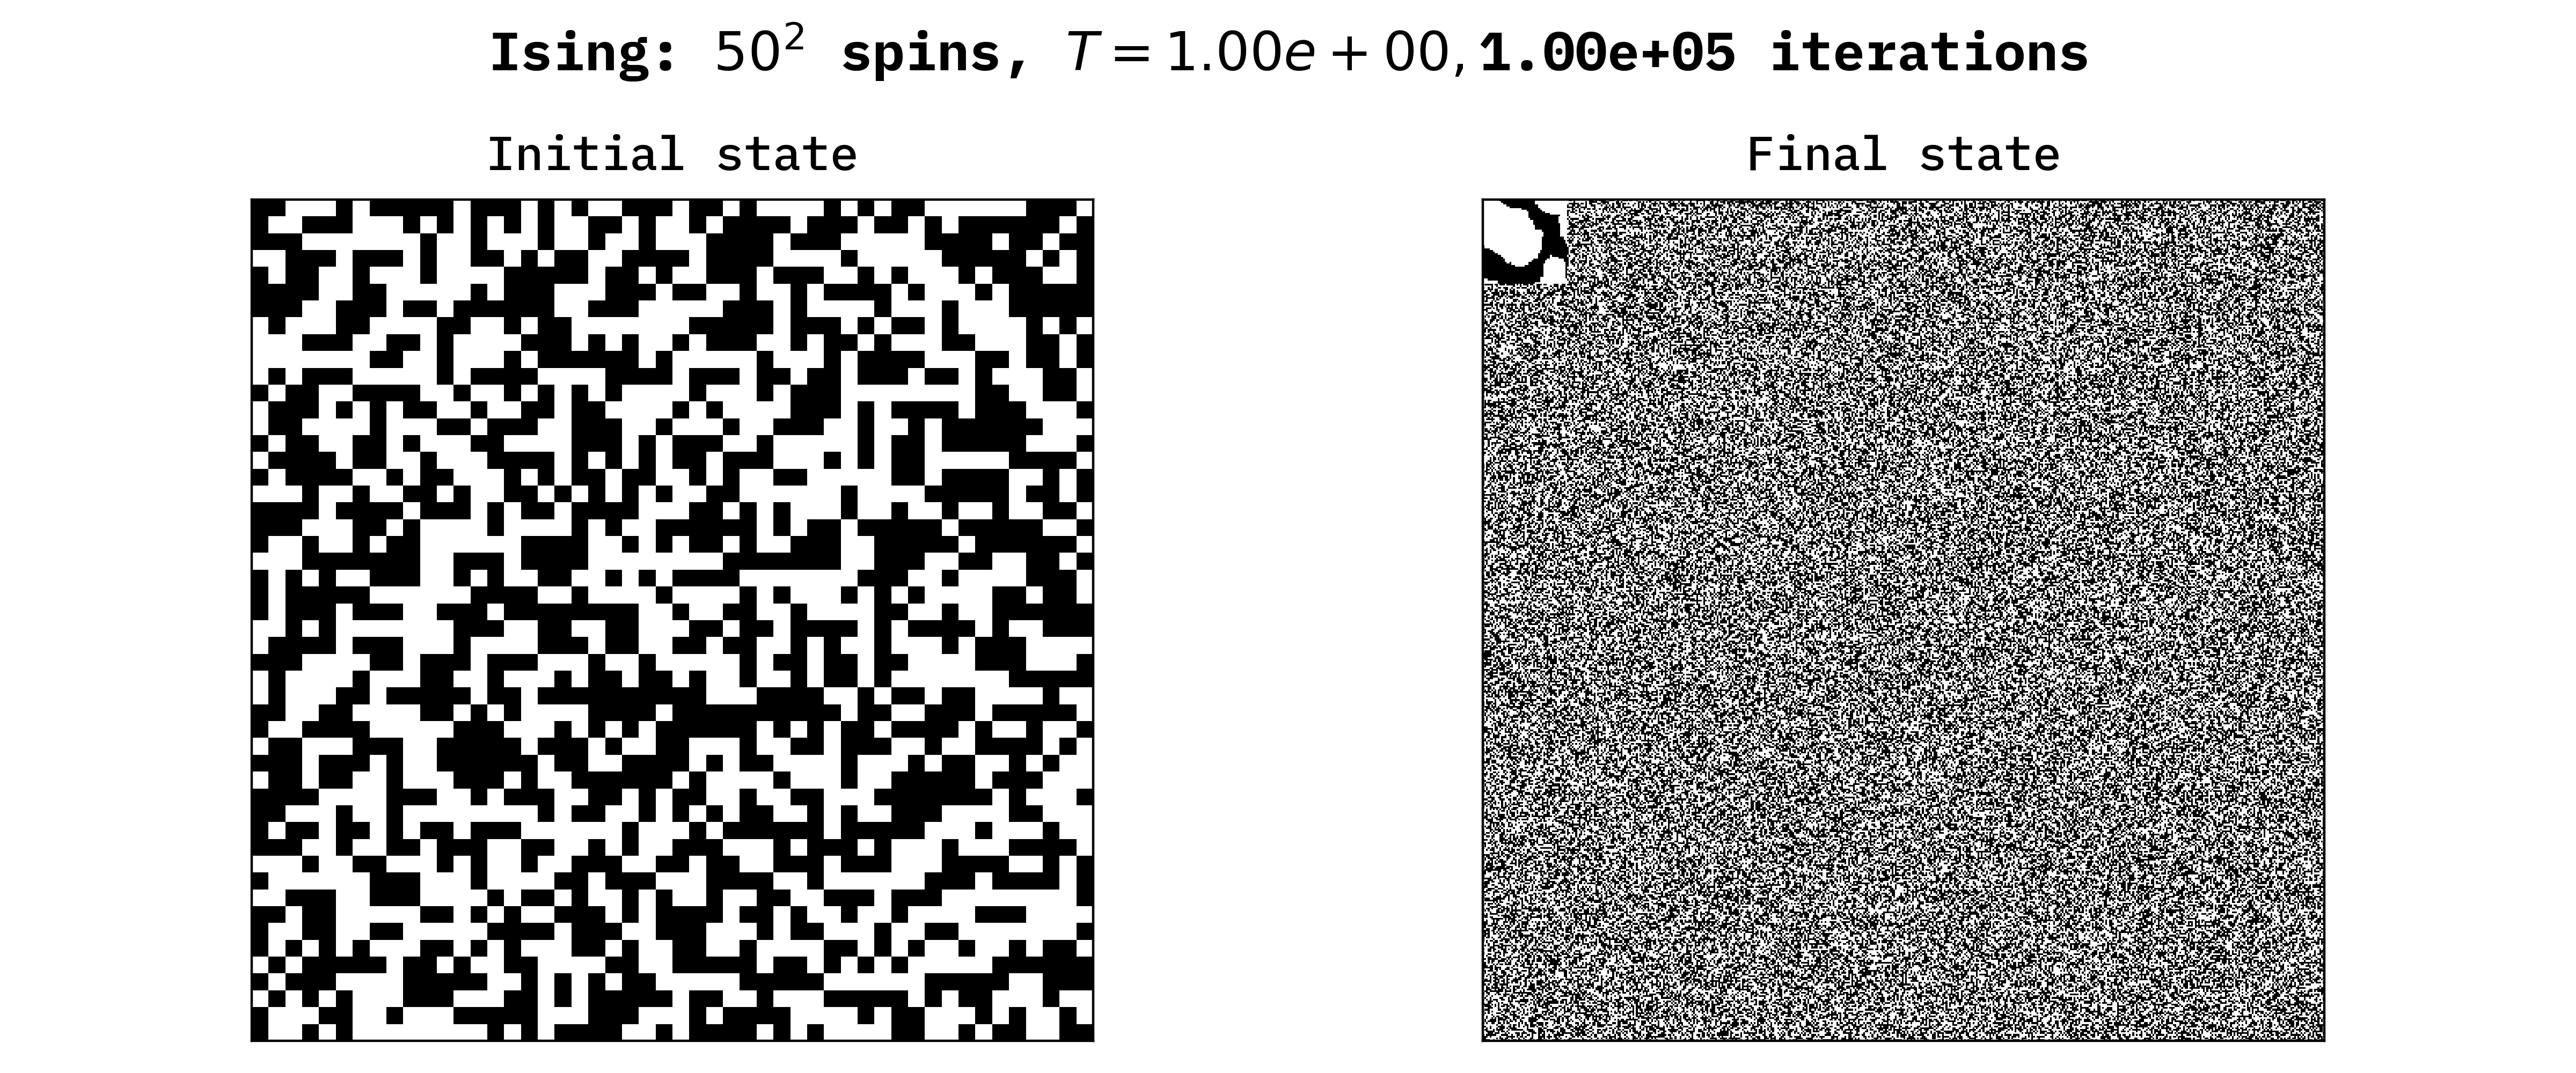 Ising: 50² spins, T = 1.00e + 00, 1.00e+05 iterations
Initial state
Final state